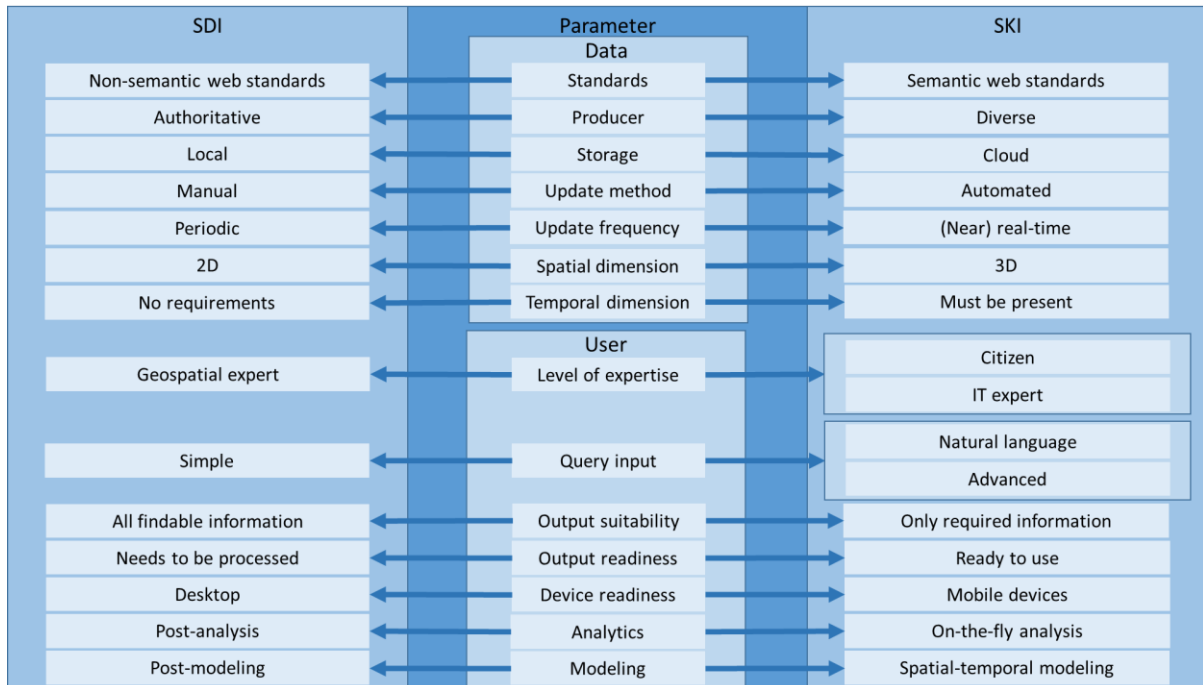 SDI Parameter SKI
Data
Non-semantic web standards Standards Semantic web standards
Authoritative Producer Diverse
Local Storage Cloud
Manual Update method Automated
Periodic Update frequency (Near) real-time
2D Spatial dimension 3D
No requirements Temporal dimension Must be present
User
Citizen
Geospatial expert Level of expertise
IT expert
Natural language
Simple Query input
Advanced
All findable information Output suitability Only required information
Needs to be processed Output readiness Ready to use
Desktop Device readiness Mobile devices
Post-analysis Analytics On-the-fly analysis
Post-modeling Modeling Spatial-temporal modeling